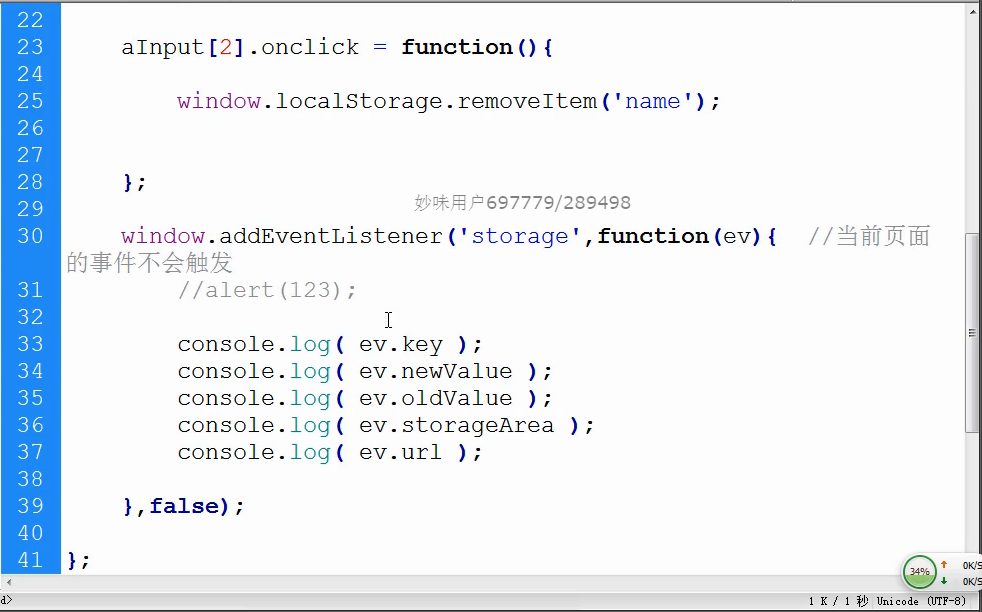 22
23 aInput[2].onclick = function(){
24
25 window.localStorage.removeItem('name');
26
27
28 };
妙味用户697779/289498
29
30 window.addEventListener('storage',function(ev){ //当前页面
的事件不会触发
31 //alert(123);
32
33 console.log( ev.key );
34 console.log( ev.newValue );
35 console.log( ev.oldValue );
36 console.log( ev.storageArea );
37 console.log( ev.url );
38
39 },false);
40
41 };
34%
0K/S
0K/S
d> 1 K / 1 秒 Unicode (UTF-8)